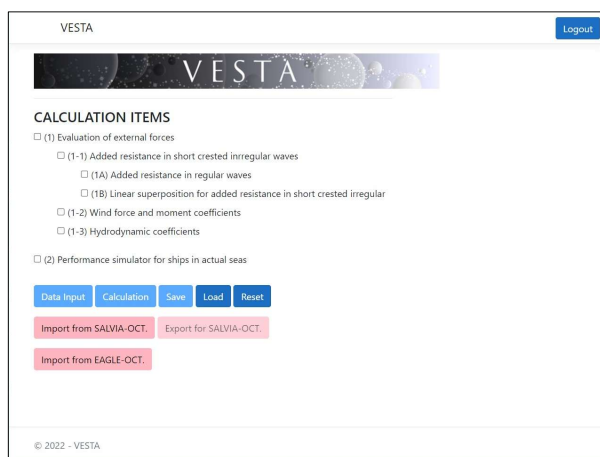 VESTA
Logout
VESTA
CALCULATION ITEMS
(1) Evaluation of external forces
(1-1) Added resistance in short crested inrregular waves
(1A) Added resistance in regular waves
(1B) Linear superposition for added resistance in short crested irregular
(1-2) Wind force and moment coefficients
(1-3) Hydrodynamic coefficients
(2) Performance simulator for ships in actual seas
Data Input Calculation Save Load Reset
Import from SALVIA-OCT. Export for SALVIA-OCT.
Import from EAGLE-OCT.
© 2022 - VESTA